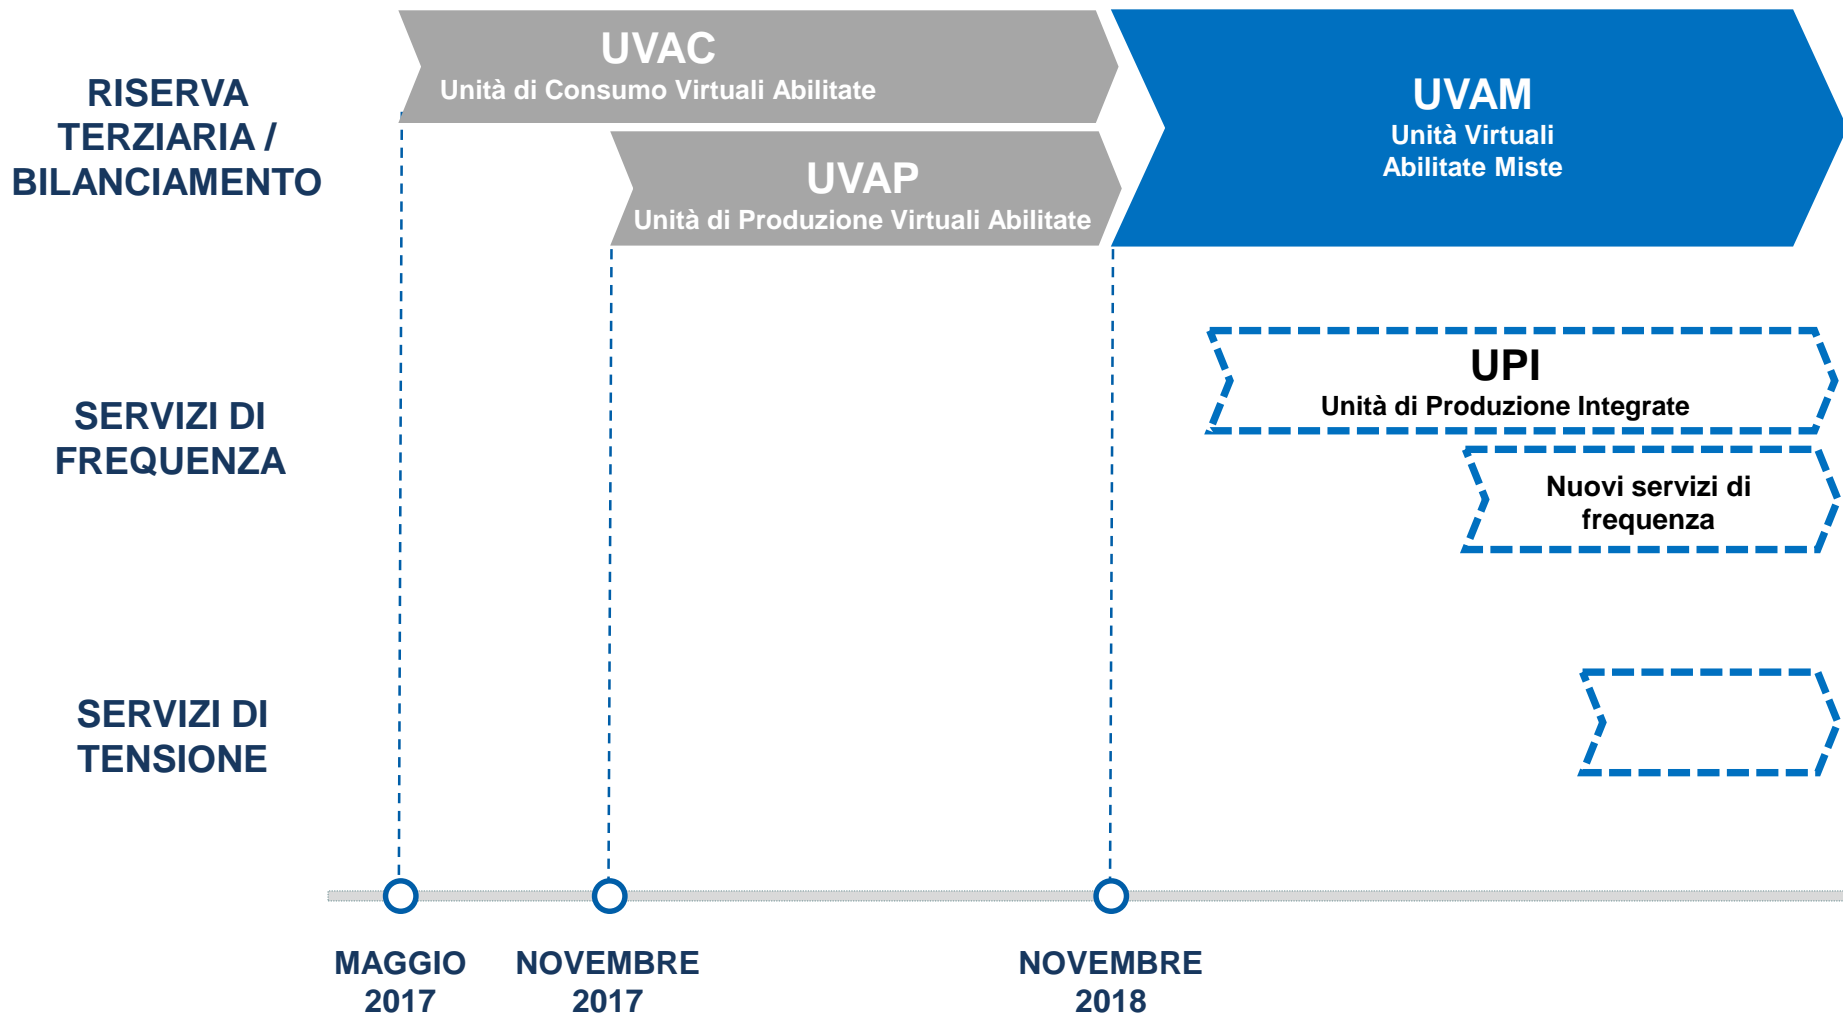 RISERVA
TERZIARIA /
BILANCIAMENTO
UVAC
Unità di Consumo Virtuali Abilitate
UVAP
Unità di Produzione Virtuali Abilitate
UVAM
Unità Virtuali
Abilitate Miste
SERVIZI DI
FREQUENZA
UPI
Unità di Produzione Integrate
Nuovi servizi di
frequenza
SERVIZI DI
TENSIONE
MAGGIO
2017
NOVEMBRE
2017
NOVEMBRE
2018